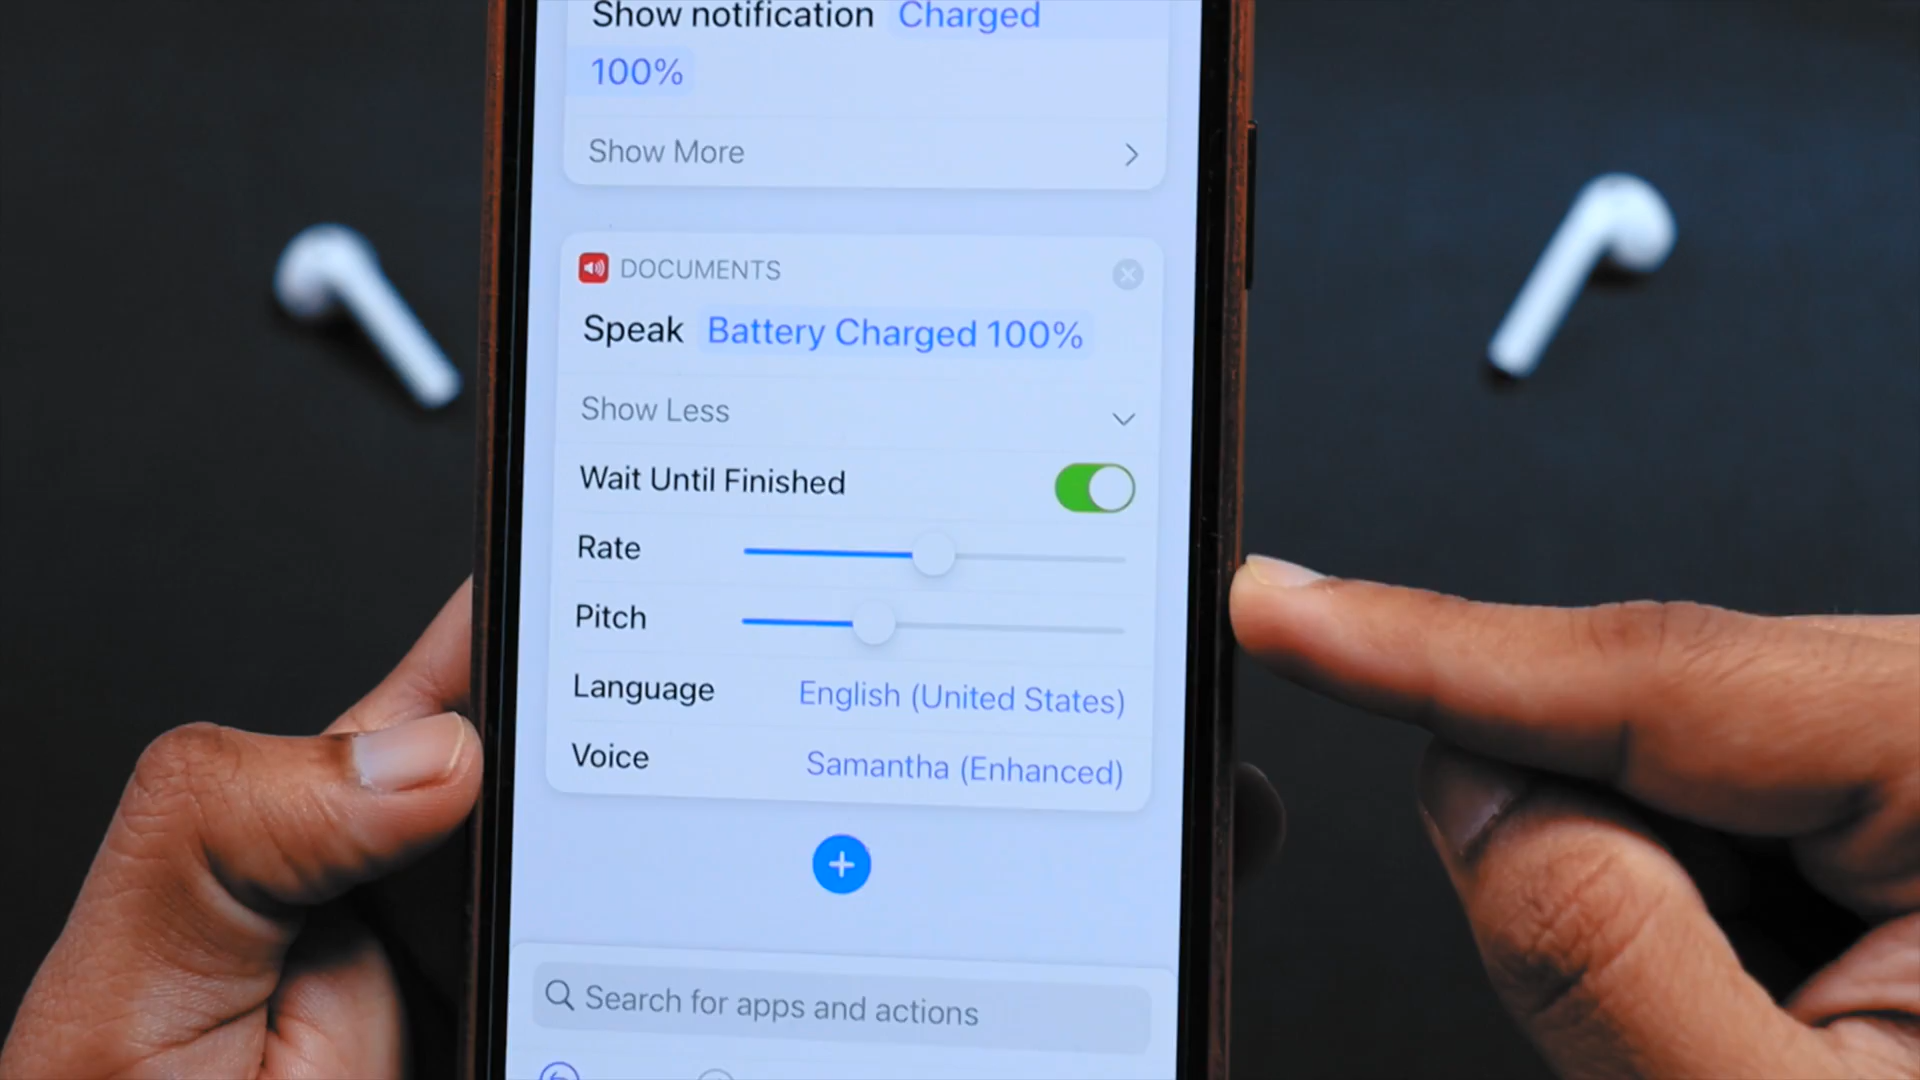 Show notification Charged
100%
Show More
DOCUMENTS
Speak Battery Charged 100%
Show Less
Wait Until Finished
Rate
Pitch
Language English (United States)
Voice Samantha (Enhanced)
Search for apps and actions